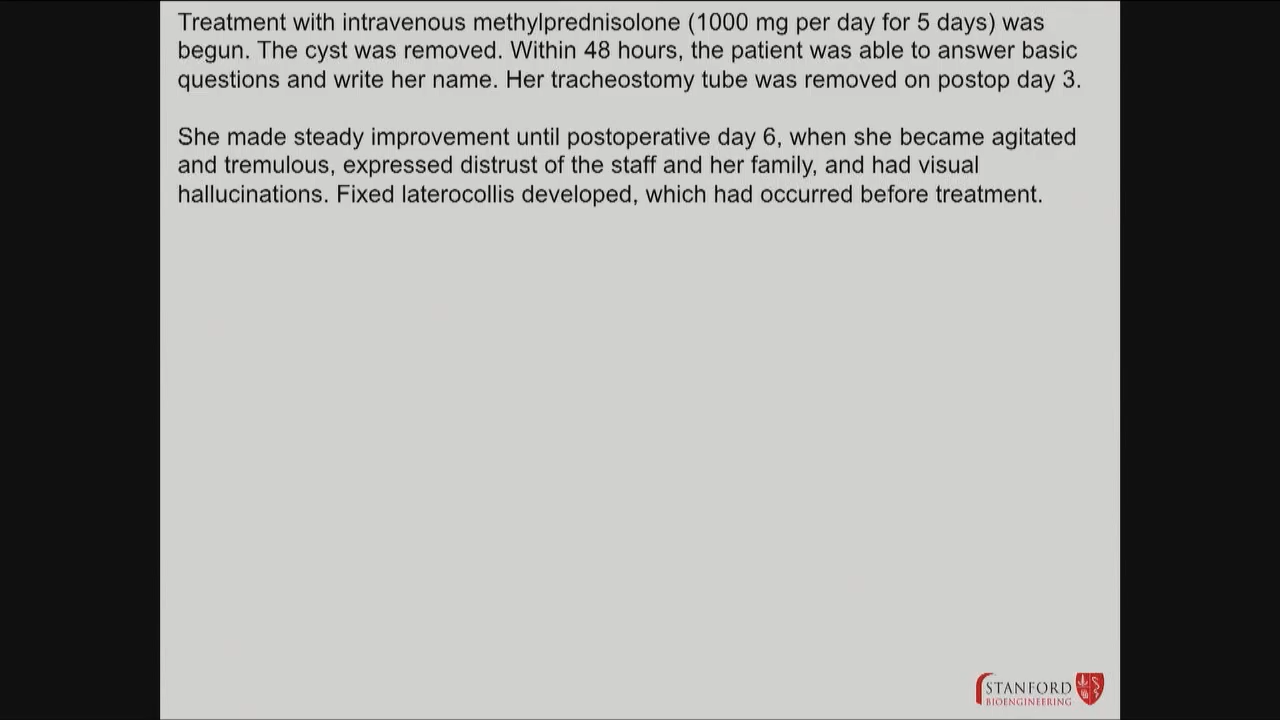 Treatment with intravenous methylprednisolone (1000 mg per day for 5 days) was
begun. The cyst was removed. Within 48 hours, the patient was able to answer basic
questions and write her name. Her tracheostomy tube was removed on postop day 3.
She made steady improvement until postoperative day 6, when she became agitated
and tremulous, expressed distrust of the staff and her family, and had visual
hallucinations. Fixed laterocollis developed, which had occurred before treatment.
STANFORD
BIOENGINEERING